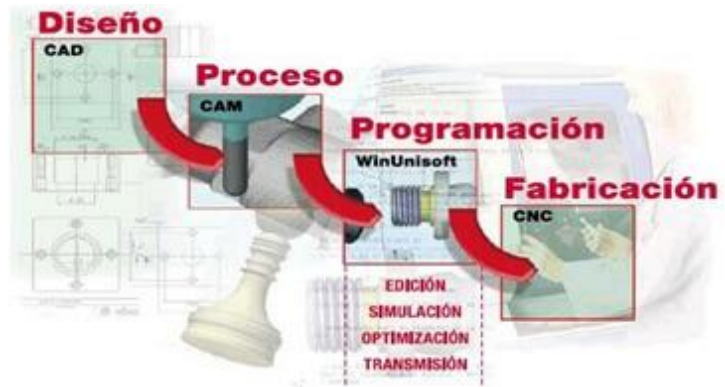 Diseño
CAD
Proceso
CAM
Programación
WinUnisoft
Fabricación
CNC
EDICIÓN
SIMULACIÓN
OPTIMIZACIÓN
TRANSMISIÓN